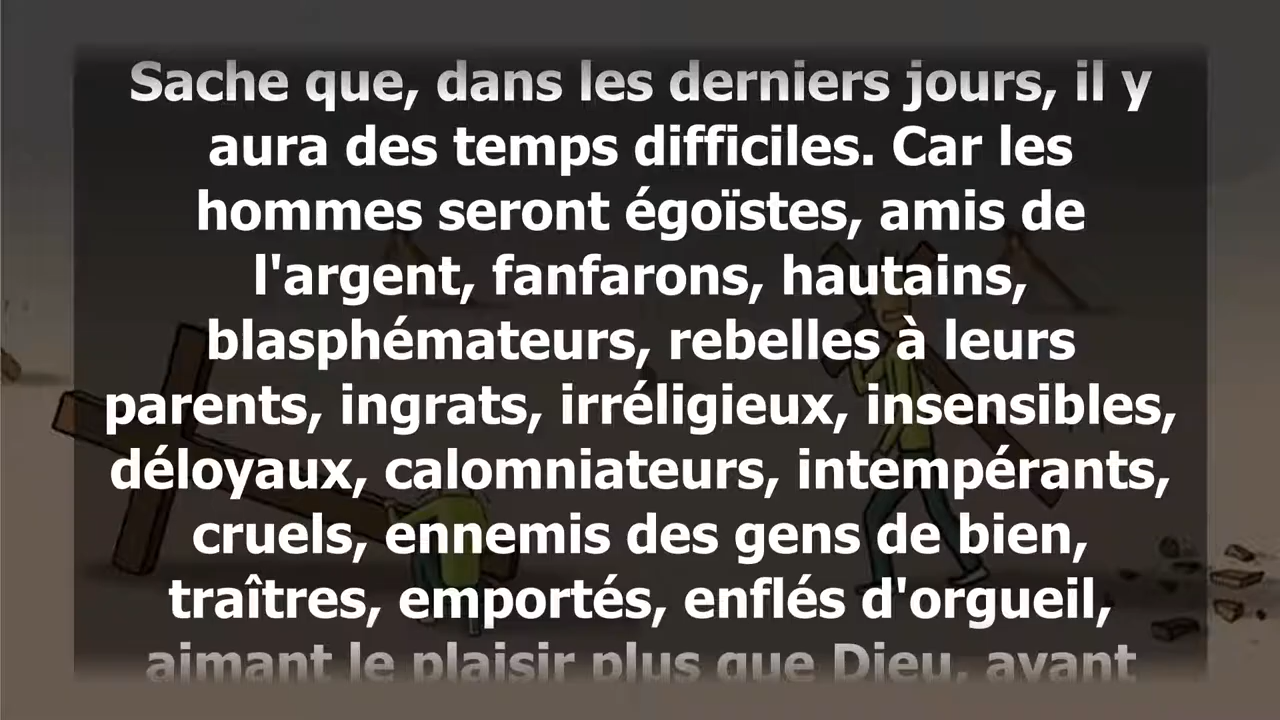 Sache que, dans les derniers jours, il y
aura des temps difficiles. Car les
hommes seront égoïstes, amis de
l'argent, fanfarons, hautains,
blasphémateurs, rebelles à leurs
parents, ingrats, irréligieux, insensibles,
déloyaux, calomniateurs, intempérants,
cruels, ennemis des gens de bien,
traîtres, emportés, enflés d'orgueil,
aimant le plaisir plus que Dieu, ayant